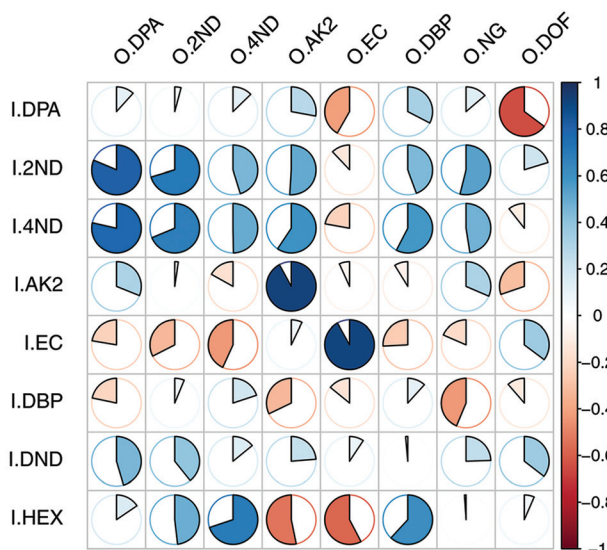 O.DPA O.2ND O.4ND O.AK2 O.EC O.DBP O.NG O.DOF
I.DPA
I.2ND
I.4ND
I.AK2
I.EC
I.DBP
I.DND
I.HEX
1
0.8
0.6
0.4
0.2
0
-0.2
-0.4
-0.6
-0.8
-1